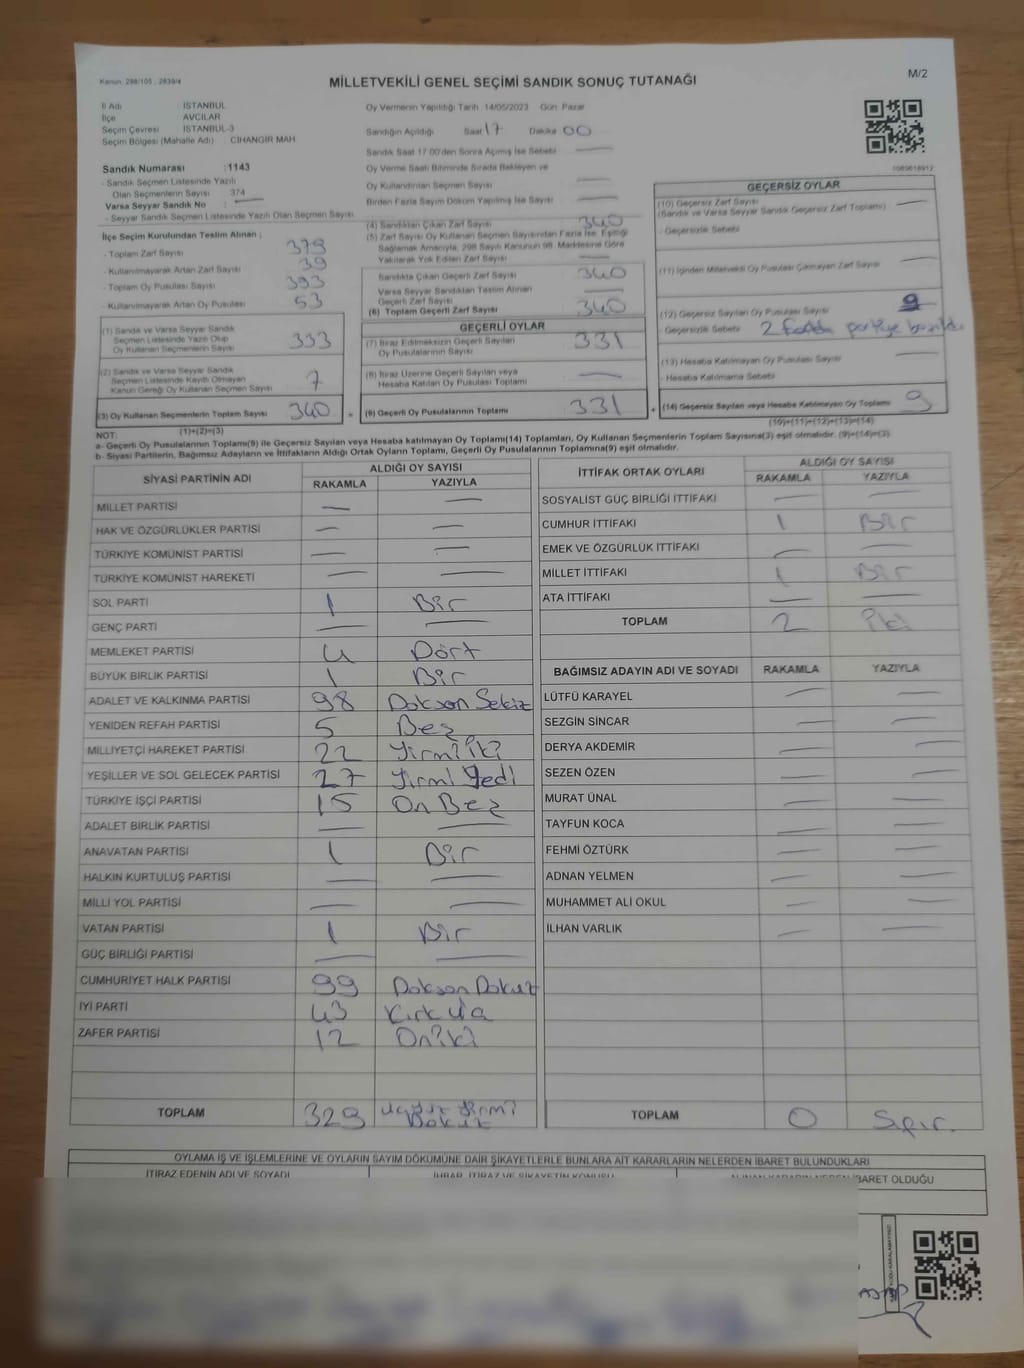 Kanun: 298/105 , 2839/4
MİLLETVEKİLİ GENEL SEÇİMİ SANDIK SONUÇ TUTANAĞI
M/2
İl Adı : İSTANBUL
İlçe : AVCILAR
Seçim Çevresi : İSTANBUL-3
Seçim Bölgesi (Mahalle Adı) : CİHANGİR MAH
Sandık Numarası :1143
- Sandık Seçmen Listesinde Yazılı
Olan Seçmenlerin Sayısı 374
Varsa Seyyar Sandık No : —
- Seyyar Sandık Seçmen Listesinde Yazılı Olan Seçmen Sayısı
İlçe Seçim Kurulundan Teslim Alınan ;
- Toplam Zarf Sayısı 379
- Kullanılmayarak Artan Zarf Sayısı 39
- Toplam Oy Pusulası Sayısı 393
- Kullanılmayarak Artan Oy Pusulası 53
(1) Sandık ve Varsa Seyyar Sandık
Seçmen Listesinde Yazılı Olup
Oy Kullanan Seçmenlerin Sayısı 333
(2) Sandık ve Varsa Seyyar Sandık
Seçmen Listesinde Kayıtlı Olmayan
Kanun Gereği Oy Kullanan Seçmen Sayısı 7
(3) Oy Kullanan Seçmenlerin Toplam Sayısı 340 =
(1)+(2)=(3)
Oy Vermenin Yapıldığı Tarih :14/05/2023 Gün: Pazar
Sandığın Açıldığı Saat 17 Dakika 00
Sandık Saat 17:00'den Sonra Açılmış İse Sebebi —
Oy Verme Saati Bitiminde Sırada Bekleyen ve
Oy Kullandırılan Seçmen Sayısı —
Birden Fazla Sayım Döküm Yapılmış İse Sayısı —
(4) Sandıktan Çıkan Zarf Sayısı 340
(5) Zarf Sayısı Oy Kullanan Seçmen Sayısından Fazla İse, Eşitliği
Sağlamak Amacıyla, 298 Sayılı Kanunun 98. Maddesine Göre
Yakılarak Yok Edilen Zarf Sayısı —
Sandıkta Çıkan Geçerli Zarf Sayısı 340
Varsa Seyyar Sandıktan Teslim Alınan
Geçerli Zarf Sayısı —
(6) Toplam Geçerli Zarf Sayısı 340
GEÇERLİ OYLAR
(7) İtiraz Edilmeksizin Geçerli Sayılan
Oy Pusulalarının Sayısı 331
(8) İtiraz Üzerine Geçerli Sayılan veya
Hesaba Katılan Oy Pusulası Toplamı —
(9) Geçerli Oy Pusulalarının Toplamı 331 +
1089618912
GEÇERSİZ OYLAR
(10) Geçersiz Zarf Sayısı
(Sandık ve Varsa Seyyar Sandık Geçersiz Zarf Toplamı) —
- Geçersizlik Sebebi
(11) İçinden Milletvekili Oy Pusulası Çıkmayan Zarf Sayısı —
(12) Geçersiz Sayılan Oy Pusulası Sayısı 9
- Geçersizlik Sebebi 2
(13) Hesaba Katılmayan Oy Pusulası Sayısı —
- Hesaba Katılmama Sebebi
(14) Geçersiz Sayılan veya Hesaba Katılmayan Oy Toplamı 9
(10)+(11)+(12)+(13)=(14)
NOT:
a- Geçerli Oy Pusulalarının Toplamı(9) ile Geçersiz Sayılan veya Hesaba katılmayan Oy Toplamı(14) Toplamları, Oy Kullanan Seçmenlerin Toplam Sayısına(3) eşit olmalıdır. (9)+(14)=(3)
b- Siyasi Partilerin, Bağımsız Adayların ve İttifakların Aldığı Ortak Oyların Toplamı, Geçerli Oy Pusulalarının Toplamına(9) eşit olmalıdır.
SİYASİ PARTİNİN ADI ALDIĞI OY SAYISI
RAKAMLA YAZIYLA
MİLLET PARTİSİ — —
HAK VE ÖZGÜRLÜKLER PARTİSİ — —
TÜRKİYE KOMÜNİST PARTİSİ — —
TÜRKİYE KOMÜNİST HAREKETİ — —
SOL PARTİ 1 Bir
GENÇ PARTİ — —
MEMLEKET PARTİSİ 4 Dört
BÜYÜK BİRLİK PARTİSİ 1 Bir
ADALET VE KALKINMA PARTİSİ 98 Doksan Sekiz
YENİDEN REFAH PARTİSİ 5 Beş
MİLLİYETÇİ HAREKET PARTİSİ 22 Yirmi İki
YEŞİLLER VE SOL GELECEK PARTİSİ 27 Yirmi Yedi
TÜRKİYE İŞÇİ PARTİSİ 15 On Beş
ADALET BİRLİK PARTİSİ — —
ANAVATAN PARTİSİ 1 Bir
HALKIN KURTULUŞ PARTİSİ — —
MİLLİ YOL PARTİSİ — —
VATAN PARTİSİ 1 Bir
GÜÇ BİRLİĞİ PARTİSİ — —
CUMHURİYET HALK PARTİSİ 99 Doksan Dokuz
İYİ PARTİ 43 Kırk Üç
ZAFER PARTİSİ 12 Oniki
TOPLAM 329 Üçyüz Yirmi
Dokuz
İTTİFAK ORTAK OYLARI ALDIĞI OY SAYISI
RAKAMLA YAZIYLA
SOSYALİST GÜÇ BİRLİĞİ İTTİFAKI — —
CUMHUR İTTİFAKI 1 Bir
EMEK VE ÖZGÜRLÜK İTTİFAKI — —
MİLLET İTTİFAKI 1 Bir
ATA İTTİFAKI — —
TOPLAM 2 İki
BAĞIMSIZ ADAYIN ADI VE SOYADI RAKAMLA YAZIYLA
LÜTFÜ KARAYEL — —
SEZGİN SİNCAR — —
DERYA AKDEMİR — —
SEZEN ÖZEN — —
MURAT ÜNAL — —
TAYFUN KOCA — —
FEHMİ ÖZTÜRK — —
ADNAN YELMEN — —
MUHAMMET ALİ OKUL — —
İLHAN VARLIK — —
TOPLAM 0 Sıfır.
OYLAMA İŞ VE İŞLEMLERİNE VE OYLARIN SAYIM DÖKÜMÜNE DAİR ŞİKAYETLERLE BUNLARA AİT KARARLARIN NELERDEN İBARET BULUNDUKLARI
İTİRAZ EDENİN ADI VE SOYADI İHBAR, İTİRAZ VE ŞİKAYETİN KONUSU ALINAN KARARIN NEDEN İBARET OLDUĞU